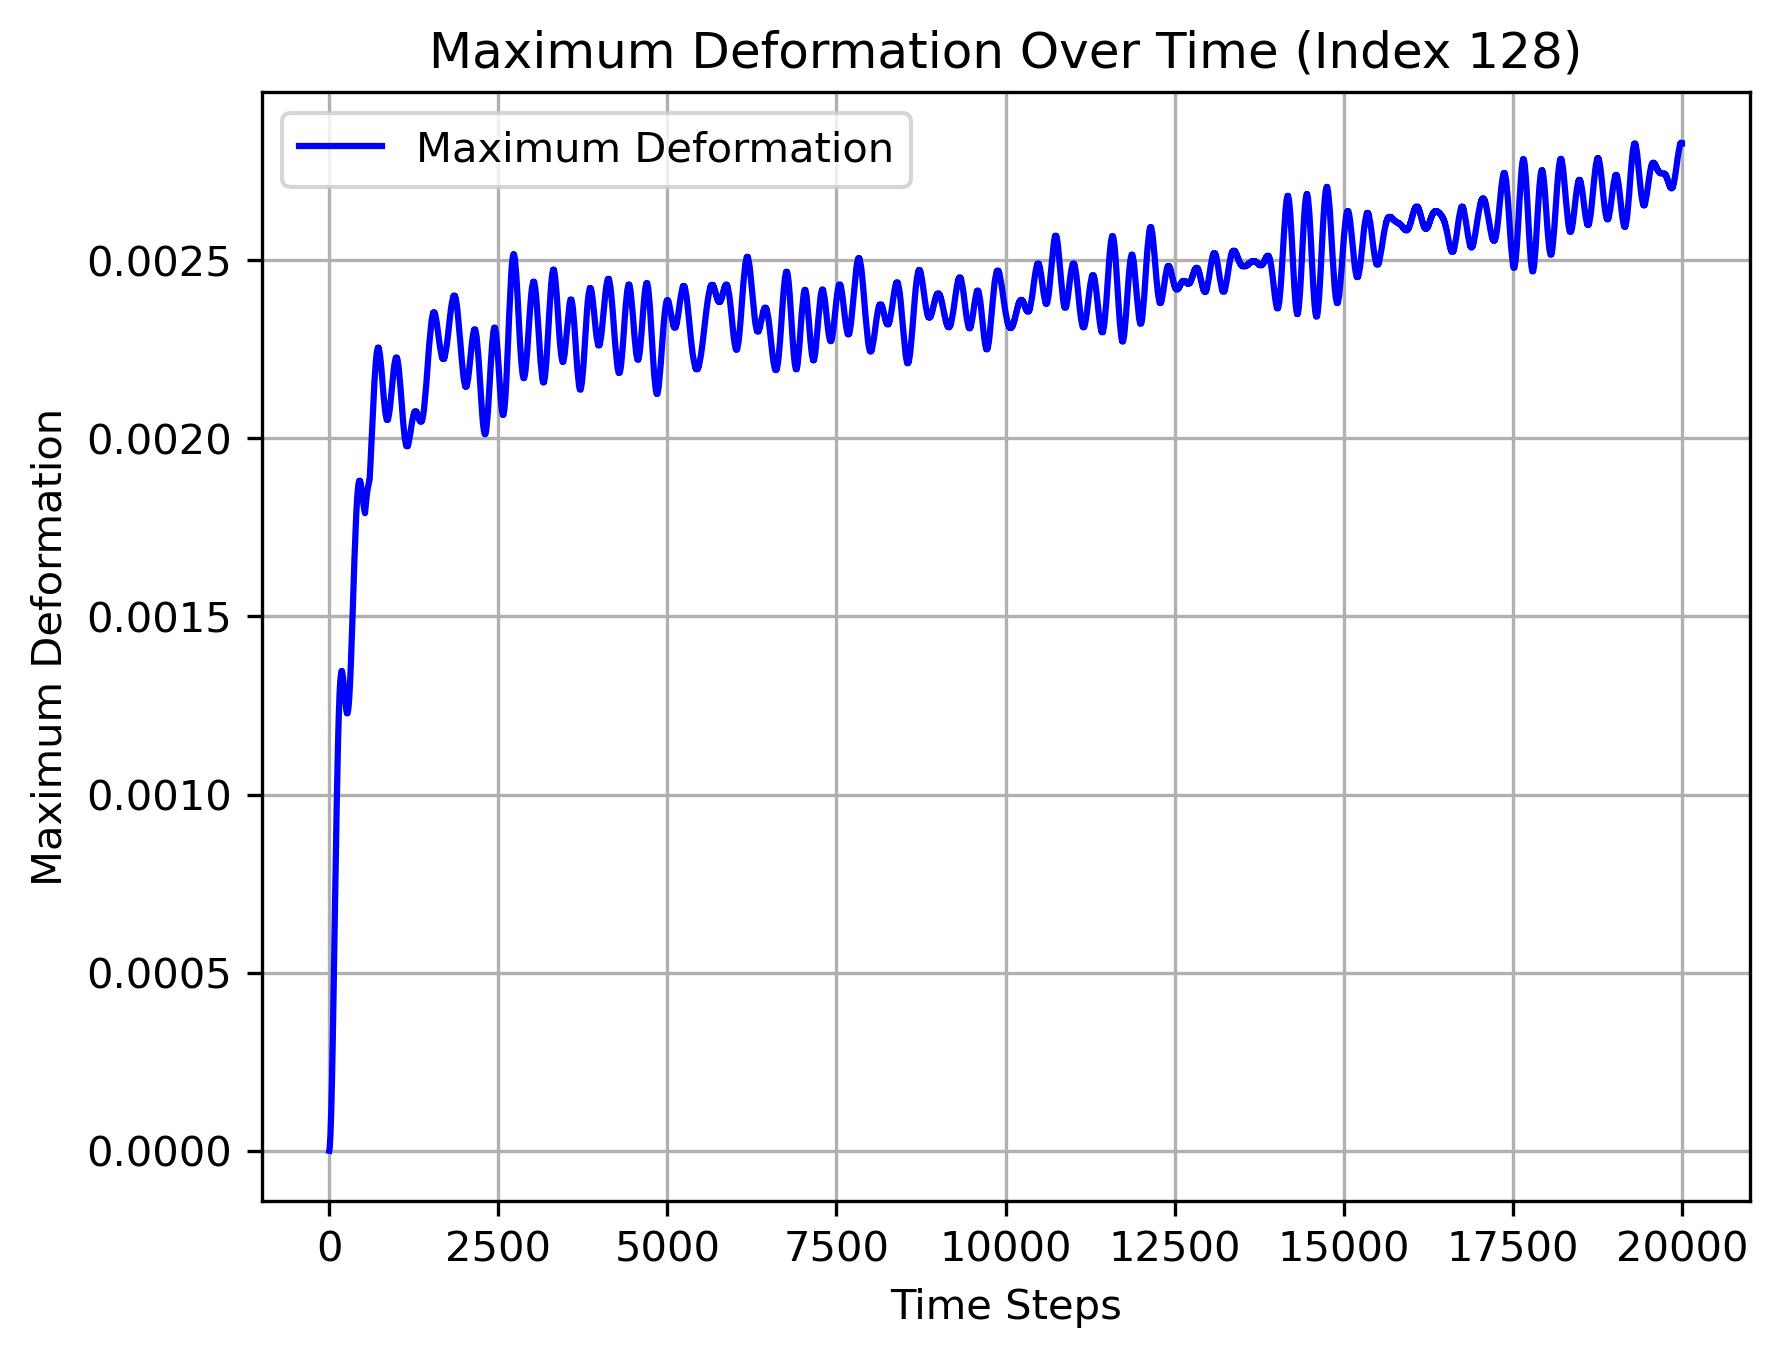 Maximum Deformation Over Time (Index 128)
Maximum Deformation
Maximum Deformation
0.0025
0.0020
0.0015
0.0010
0.0005
0.0000
0 2500 5000 7500 10000 12500 15000 17500 20000
Time Steps